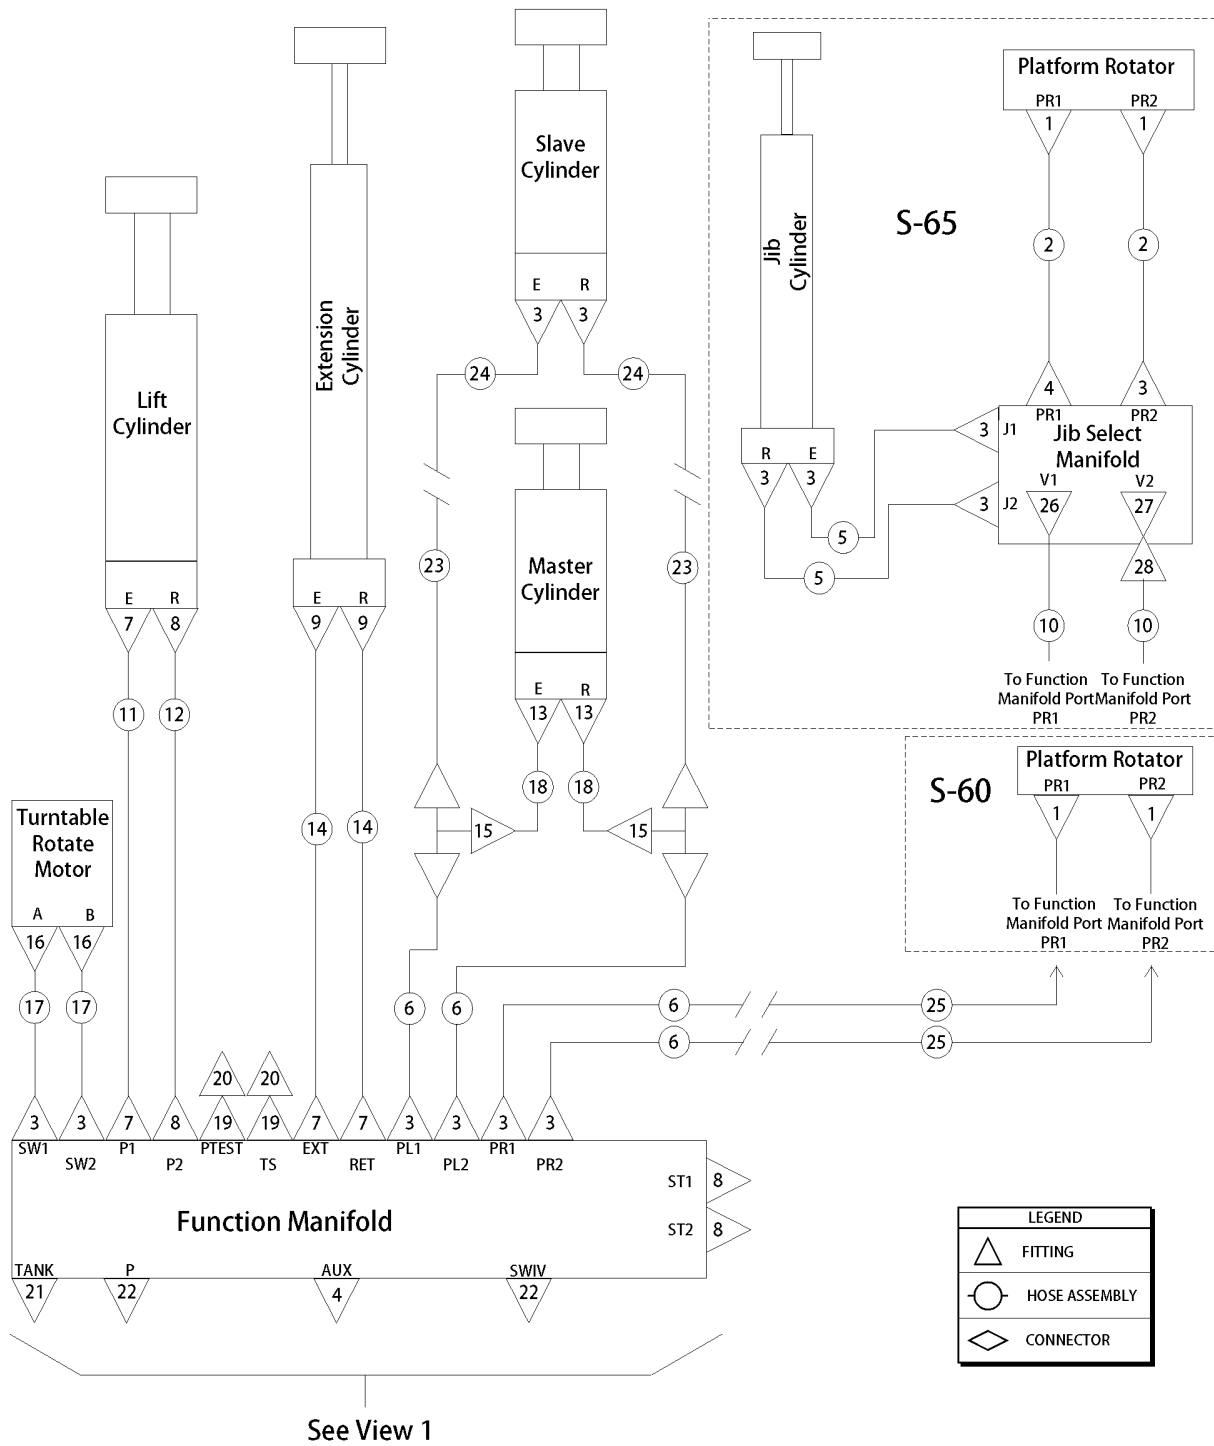 Slave
Cylinder
E R
3 3
24 24
Extension
Cylinder
E R
9 9
14 14
Lift
Cylinder
E R
7 8
11 12
Master
Cylinder
E R
13 13
18 18
23 23
15 15
6 6
Turntable
Rotate
Motor
A B
16 16
17 17
S-65
Jib
Cylinder
R E
3 3
5
5
Platform Rotator
PR1 PR2
1 1
2 2
4 3
PR1 PR2
Jib Select
Manifold
3 J1
3 J2
V1 V2
26 27
28
10 10
To Function To Function
Manifold Port Manifold Port
PR1 PR2
S-60
Platform Rotator
PR1 PR2
1 1
To Function To Function
Manifold Port Manifold Port
PR1 PR2
6 25
6 25
20 20
3 3 7 8 19 19 7 7 3 3 3 3
SW1 P1 PTEST EXT PL1 PR1
SW2 P2 TS RET PL2 PR2
ST1 8
ST2 8
Function Manifold
TANK P AUX SWIV
21 22 4 22
See View 1
LEGEND
FITTING
HOSE ASSEMBLY
CONNECTOR